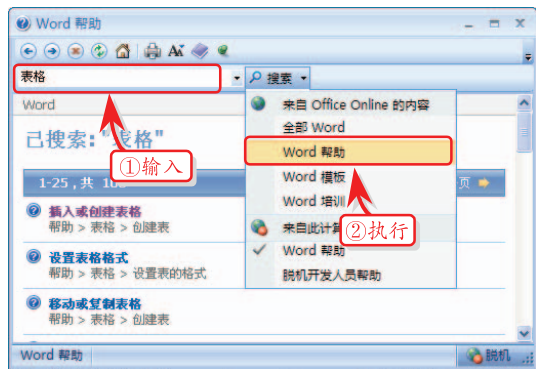 Word 帮助
表格
搜索
Word
已搜索:"表格"
①输入
1-25，共 10
页
插入或创建表格
帮助 > 表格 > 创建表
设置表格格式
帮助 > 表格 > 设置表的格式
移动或复制表格
帮助 > 表格 > 创建表
来自 Office Online 的内容
全部 Word
Word 帮助
Word 模板
Word 培训
来自此计算
②执行
Word 帮助
脱机开发人员帮助
Word 帮助
脱机